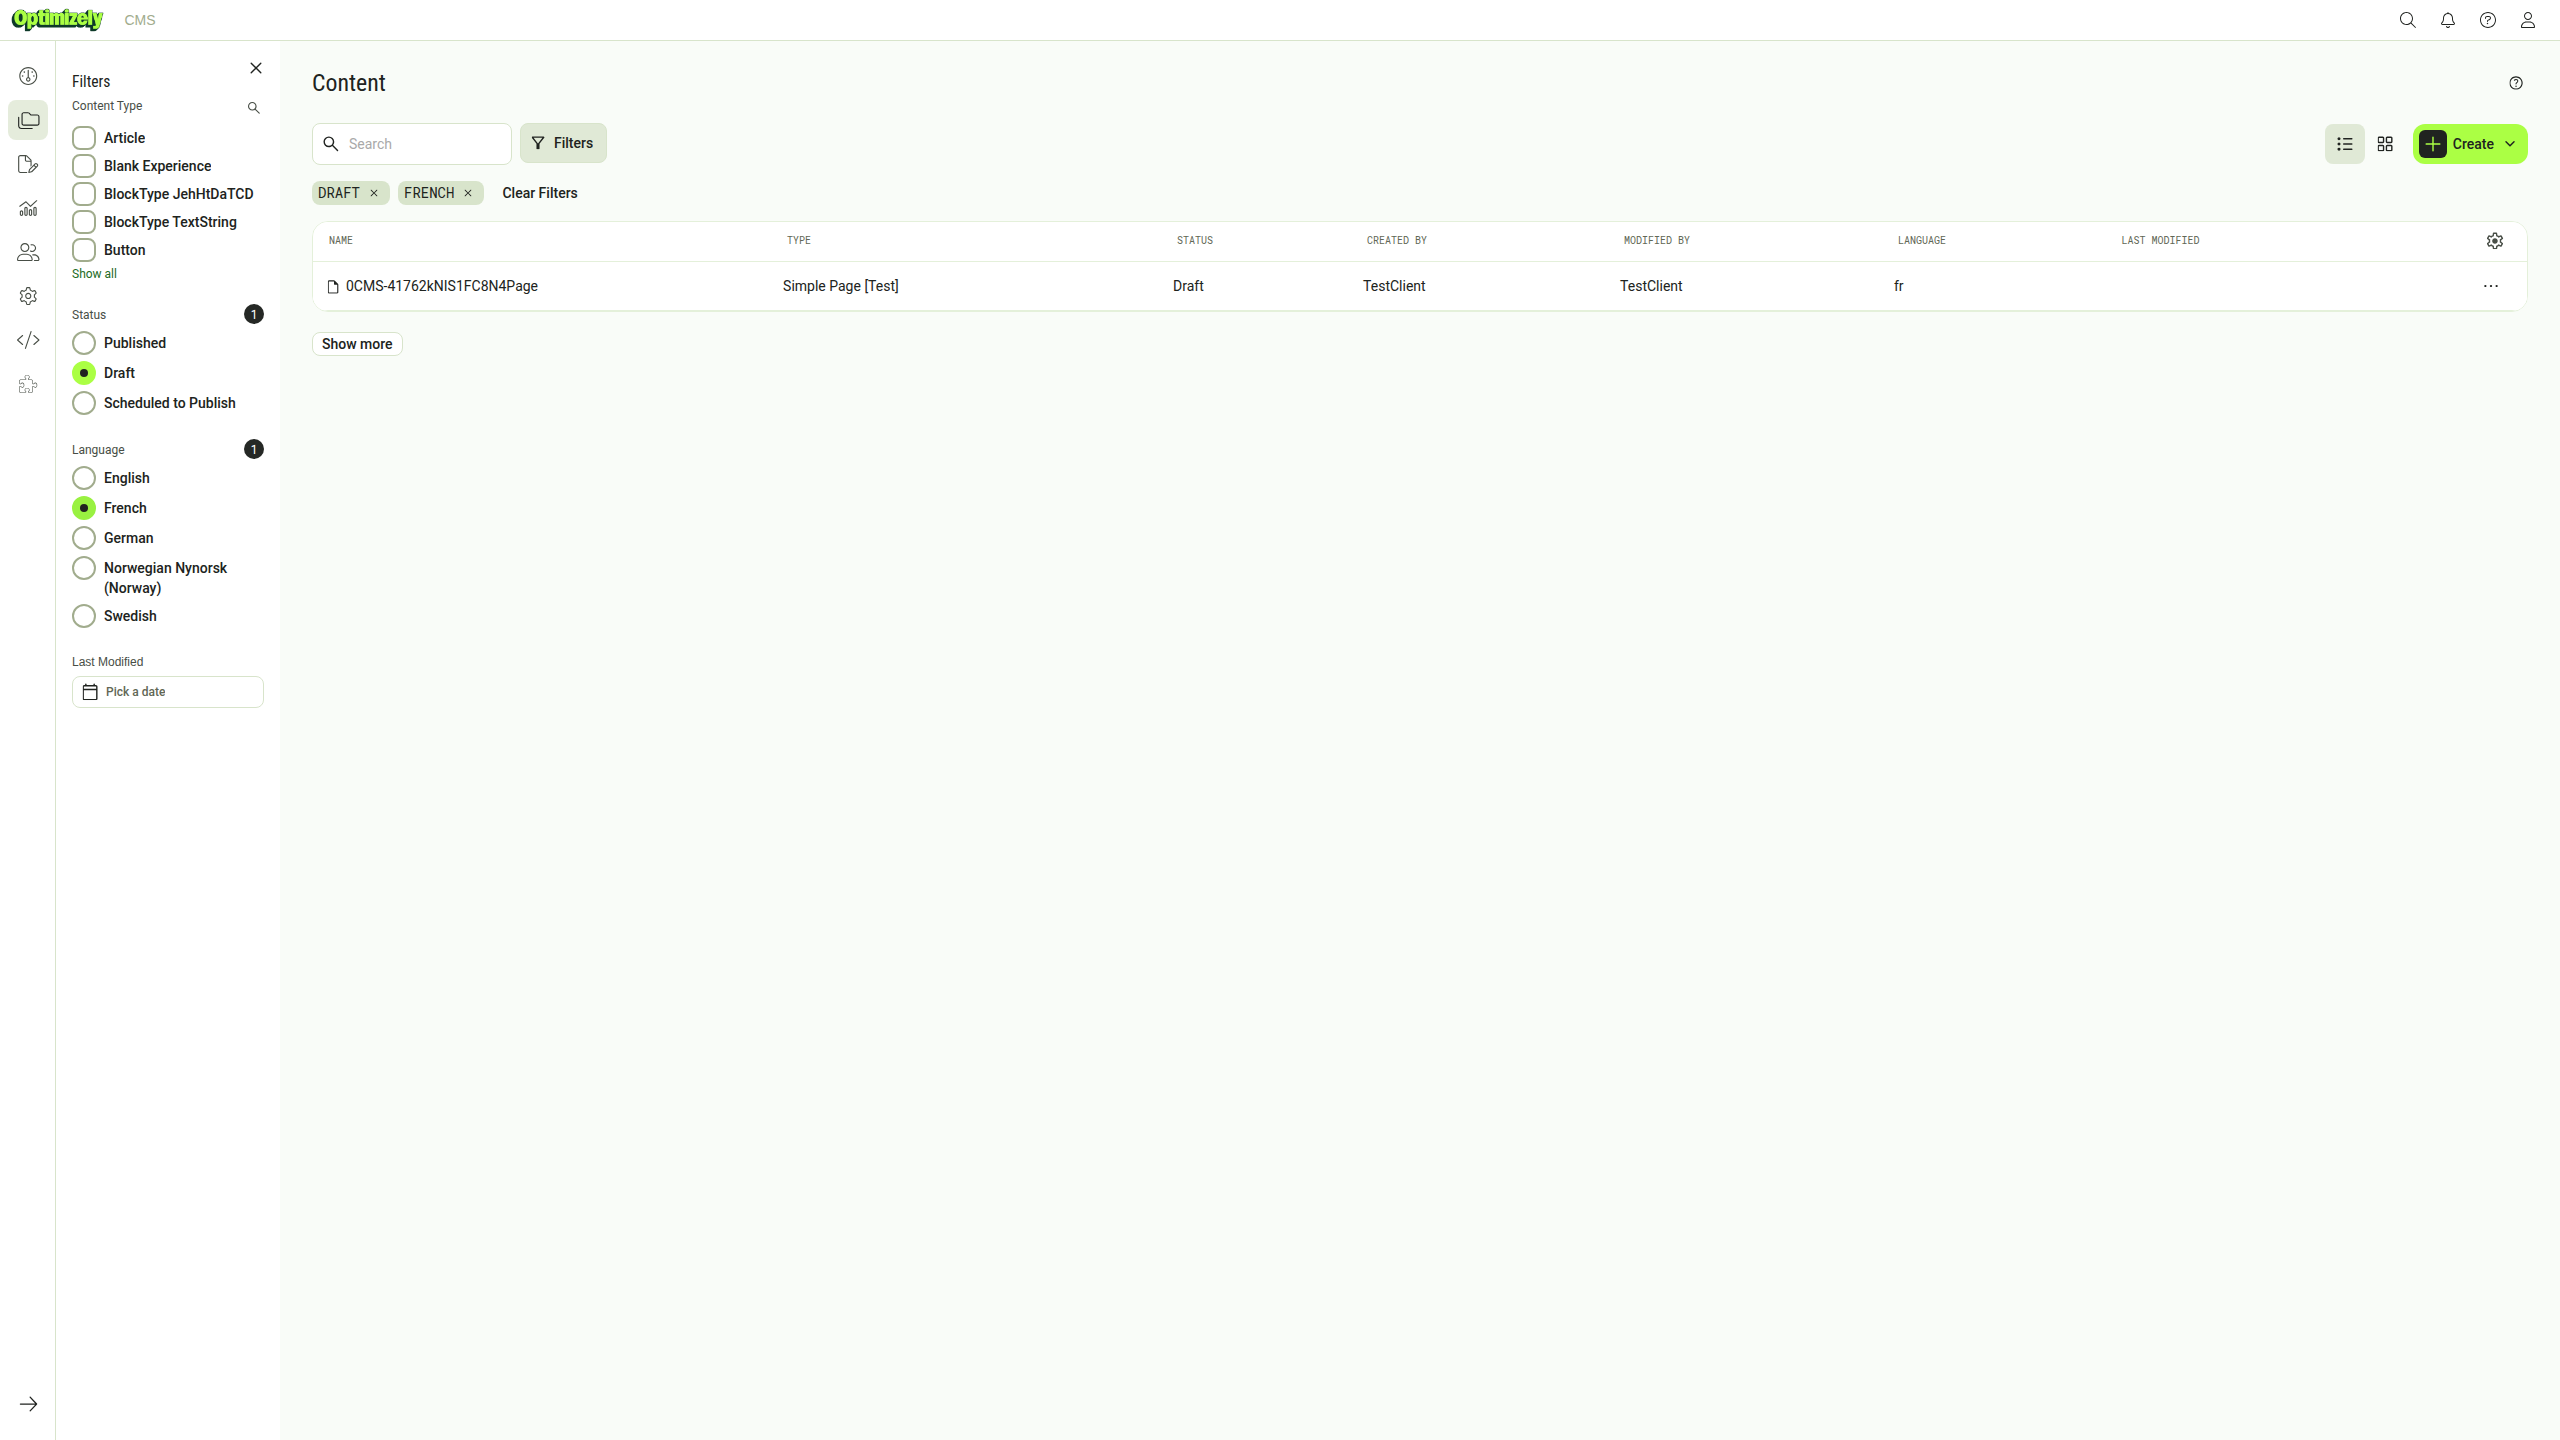 Optimizely CMS
Filters
Content Type
Article
Blank Experience
BlockType JehHtDaTCD
BlockType TextString
Button
Show all
Status 1
Published
Draft
Scheduled to Publish
Language 1
English
French
German
Norwegian Nynorsk
(Norway)
Swedish
Last Modified
Pick a date
Content
Search Filters Create
DRAFT FRENCH Clear Filters
NAME TYPE STATUS CREATED BY MODIFIED BY LANGUAGE LAST MODIFIED
0CMS-41762kNIS1FC8N4Page Simple Page [Test] Draft TestClient TestClient fr
Show more